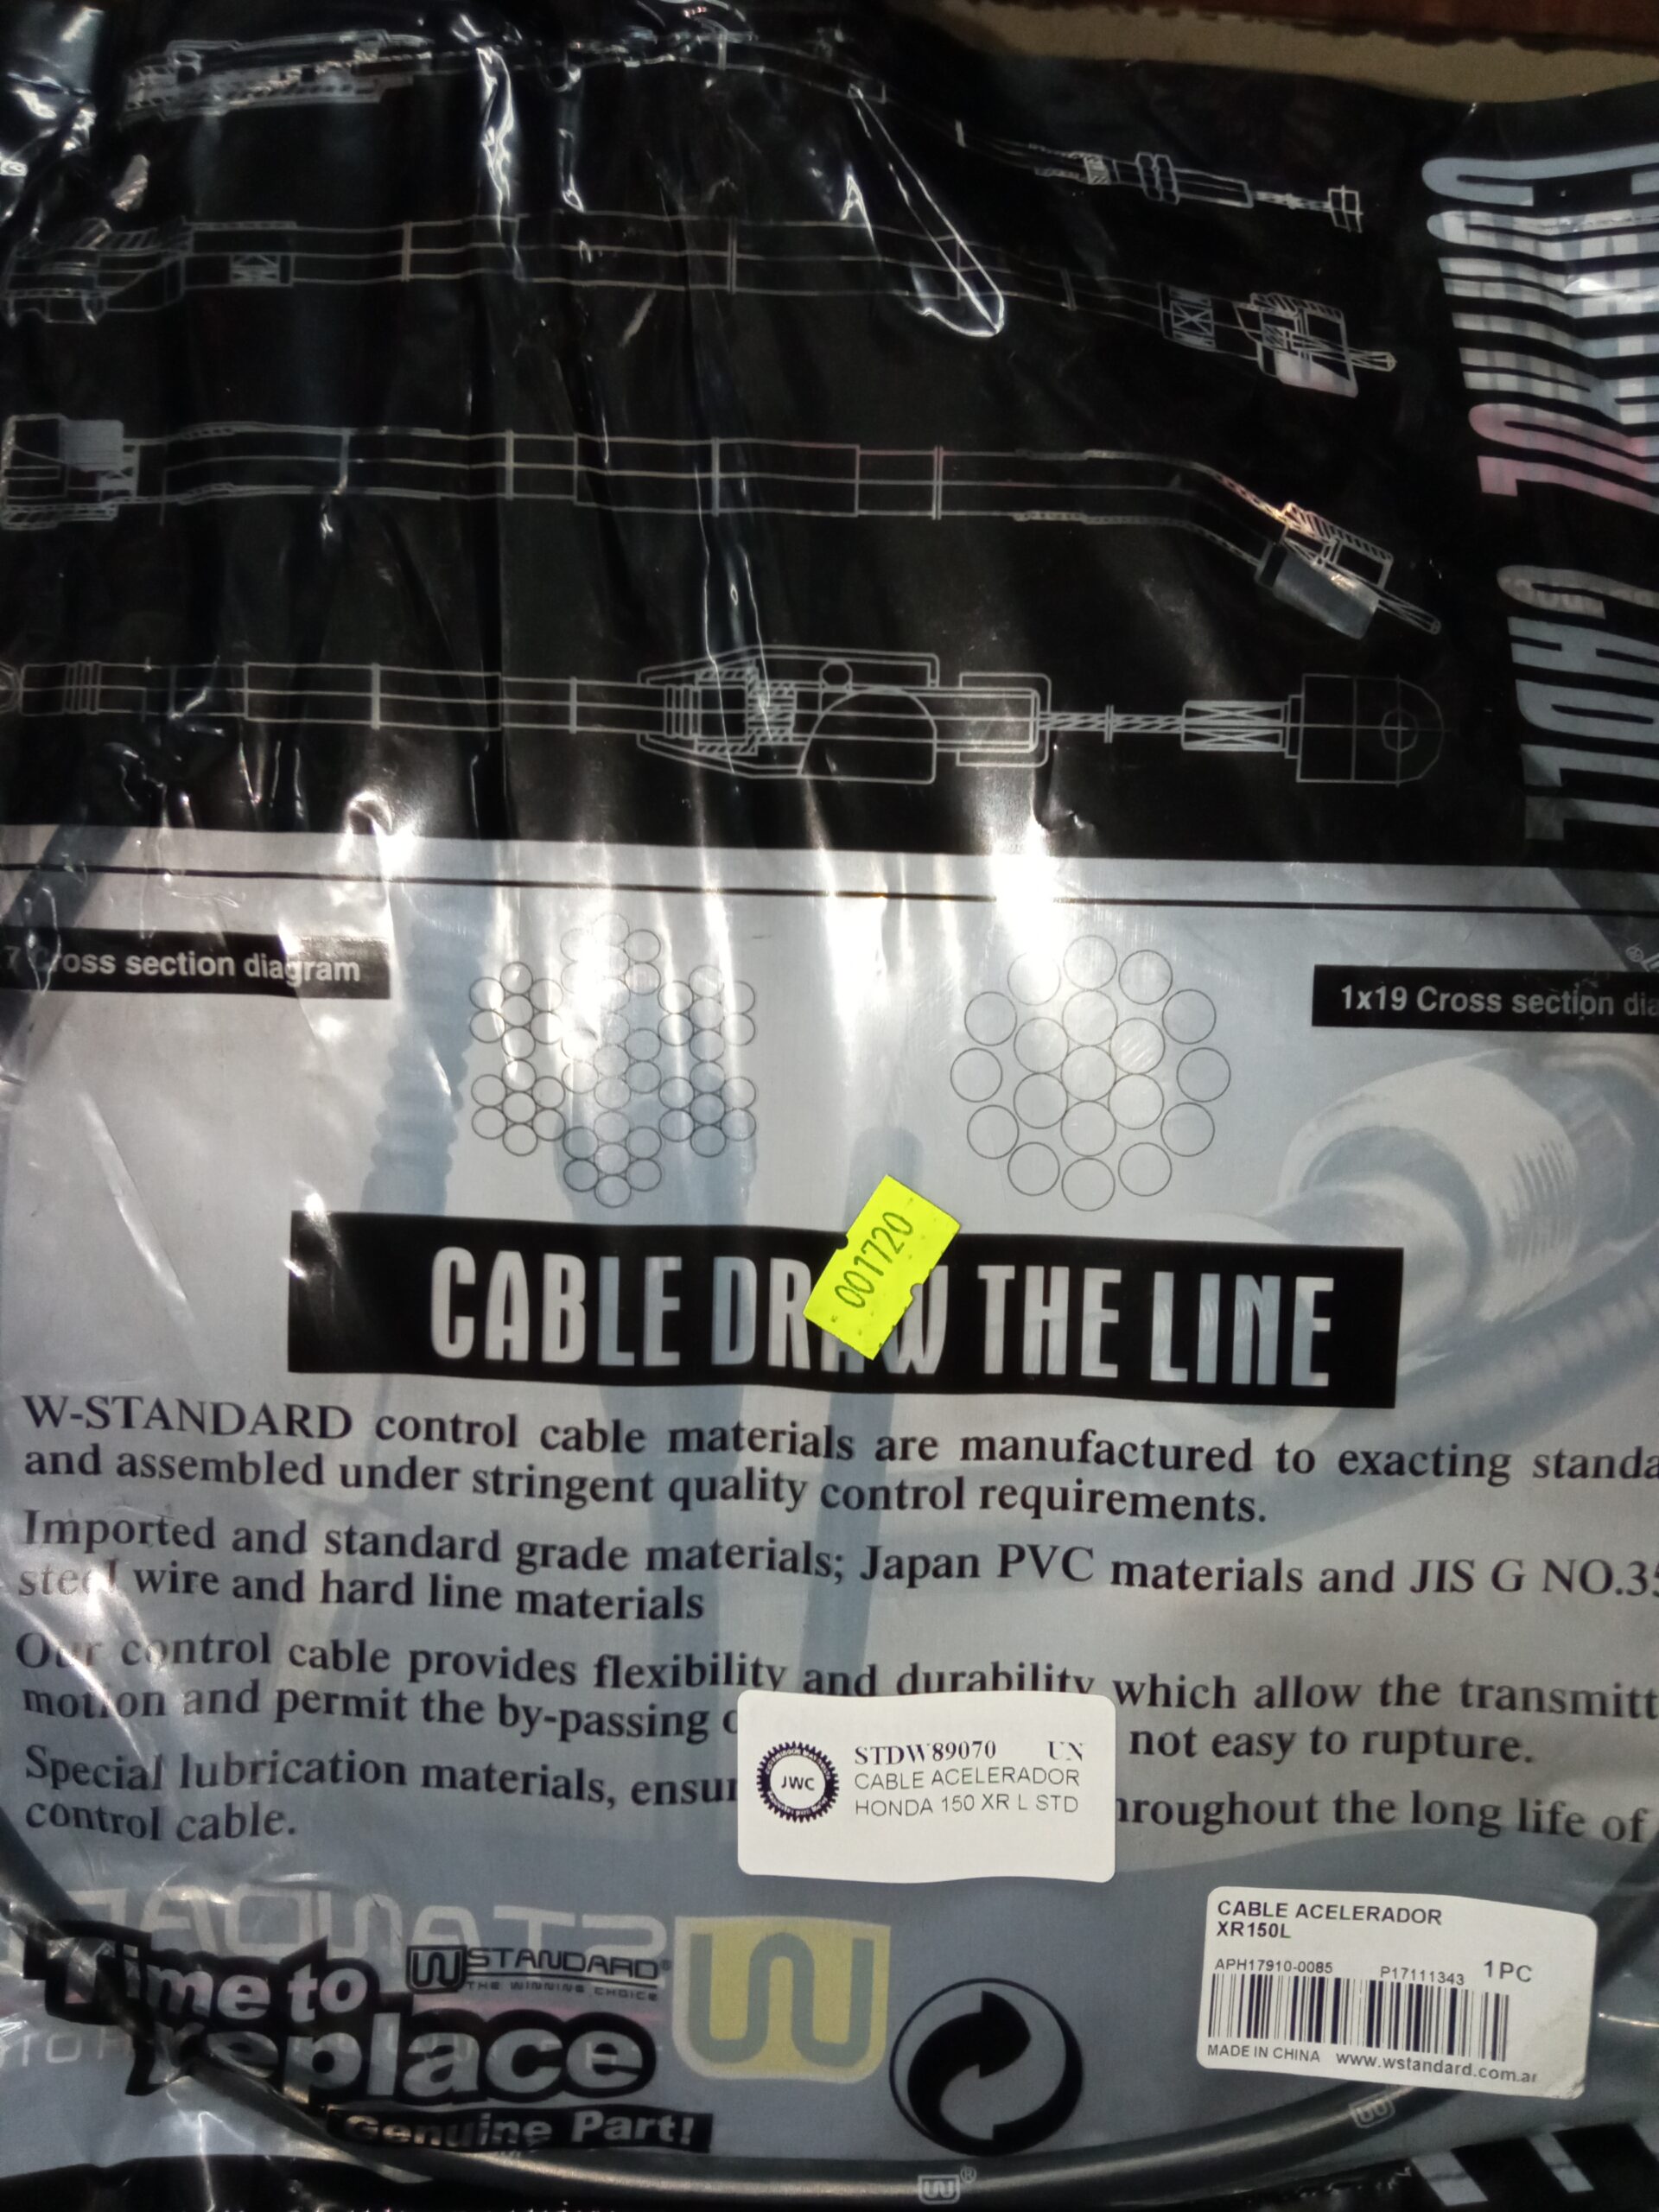 7 Cross section diagram
1x19 Cross section dia
001720
CABLE DRAW THE LINE
W-STANDARD control cable materials are manufactured to exacting standa
and assembled under stringent quality control requirements.
Imported and standard grade materials; Japan PVC materials and JIS G NO.35
steel wire and hard line materials
Our control cable provides flexibility and durability which allow the transmitt
motion and permit the by-passing not easy to rupture.
Special lubrication materials, ensur hroughout the long life of
control cable.
JWC
STDW89070 UN
CABLE ACELERADOR
HONDA 150 XR L STD
CABLE ACELERADOR
XR150L
APH17910-0085 P17111343 1PC
MADE IN CHINA www.wstandard.com.ar
W STANDARD®
THE WINNING CHOICE
Time to
replace
Genuine Part!
W®